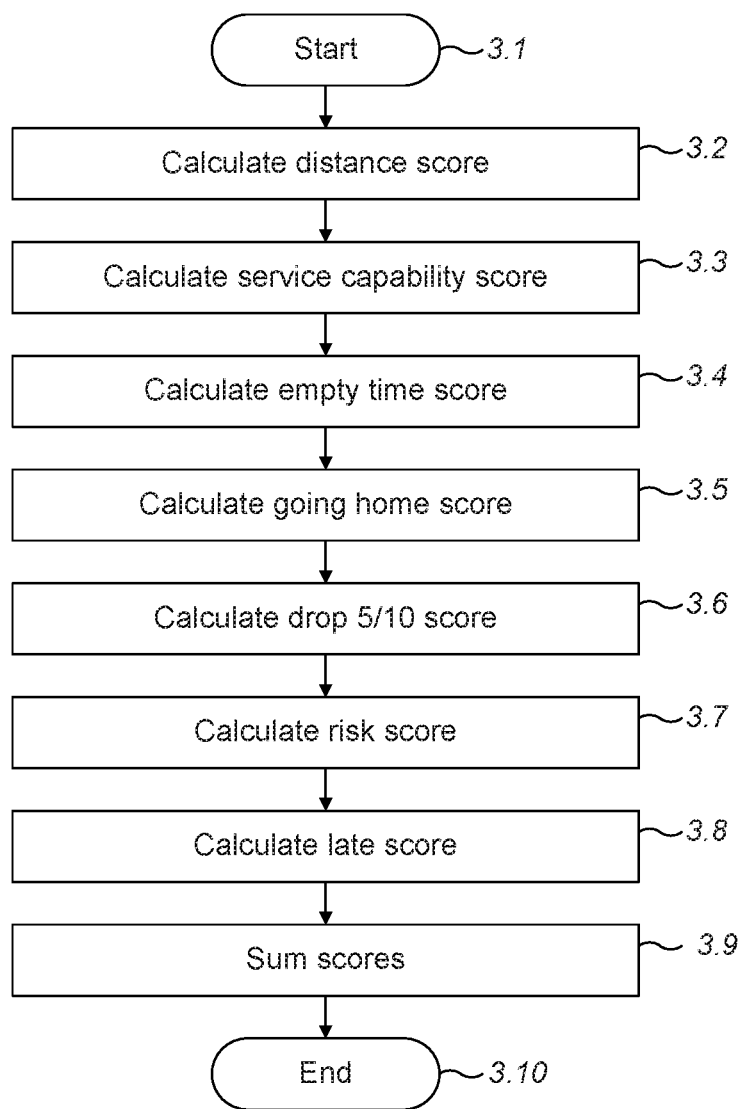 Start 3.1
Calculate distance score 3.2
Calculate service capability score 3.3
Calculate empty time score 3.4
Calculate going home score 3.5
Calculate drop 5/10 score 3.6
Calculate risk score 3.7
Calculate late score 3.8
Sum scores 3.9
End 3.10